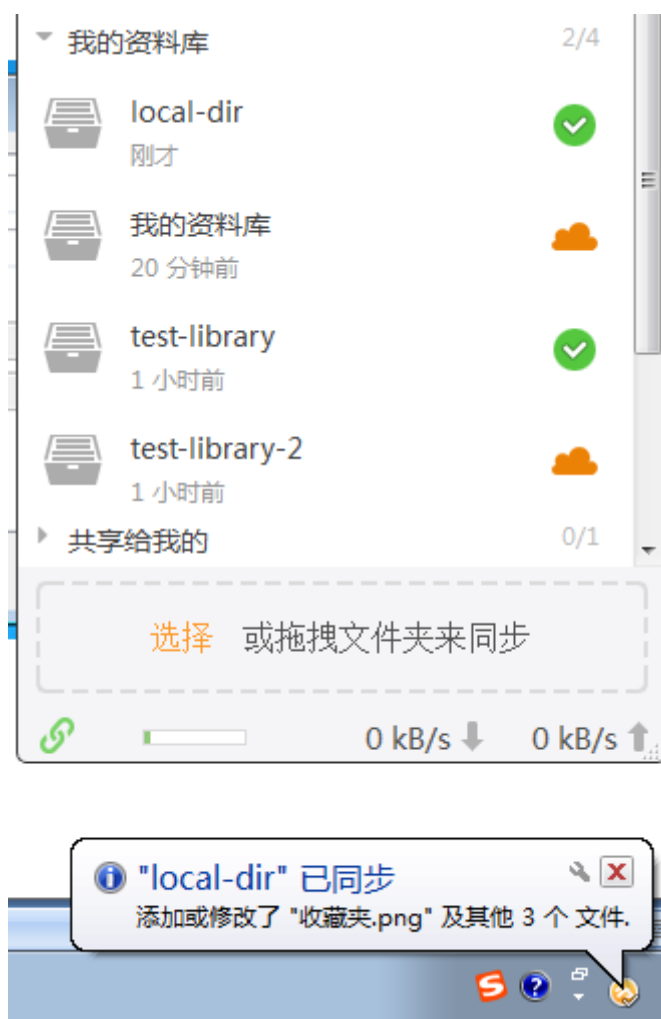 我的资料库 2/4
local-dir
刚才
我的资料库
20 分钟前
test-library
1 小时前
test-library-2
1 小时前
共享给我的 0/1
选择 或拖拽文件夹来同步
0 kB/s 0 kB/s
"local-dir" 已同步
添加或修改了 "收藏夹.png" 及其他 3 个 文件.